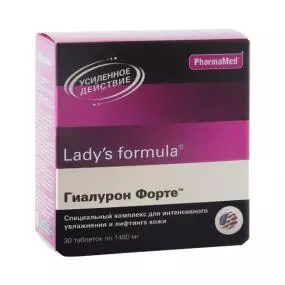 PharmaMed®
УСИЛЕННОЕ
ДЕЙСТВИЕ
Lady's formula®
Гиалурон Форте™
Специальный комплекс для интенсивного
увлажнения и лифтинга кожи
30 таблеток по 1480 мг